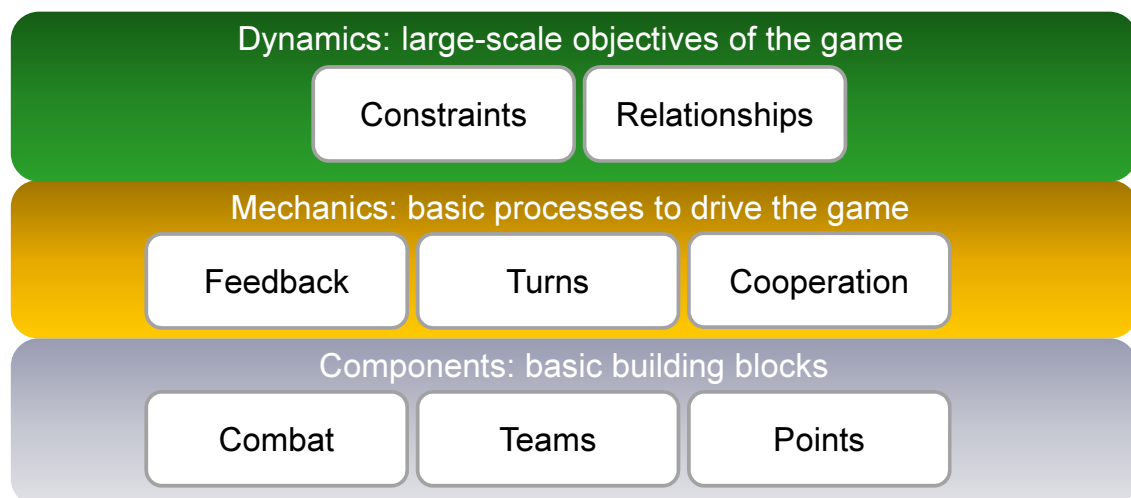 Dynamics: large-scale objectives of the game
Constraints Relationships
Mechanics: basic processes to drive the game
Feedback Turns Cooperation
Components: basic building blocks
Combat Teams Points